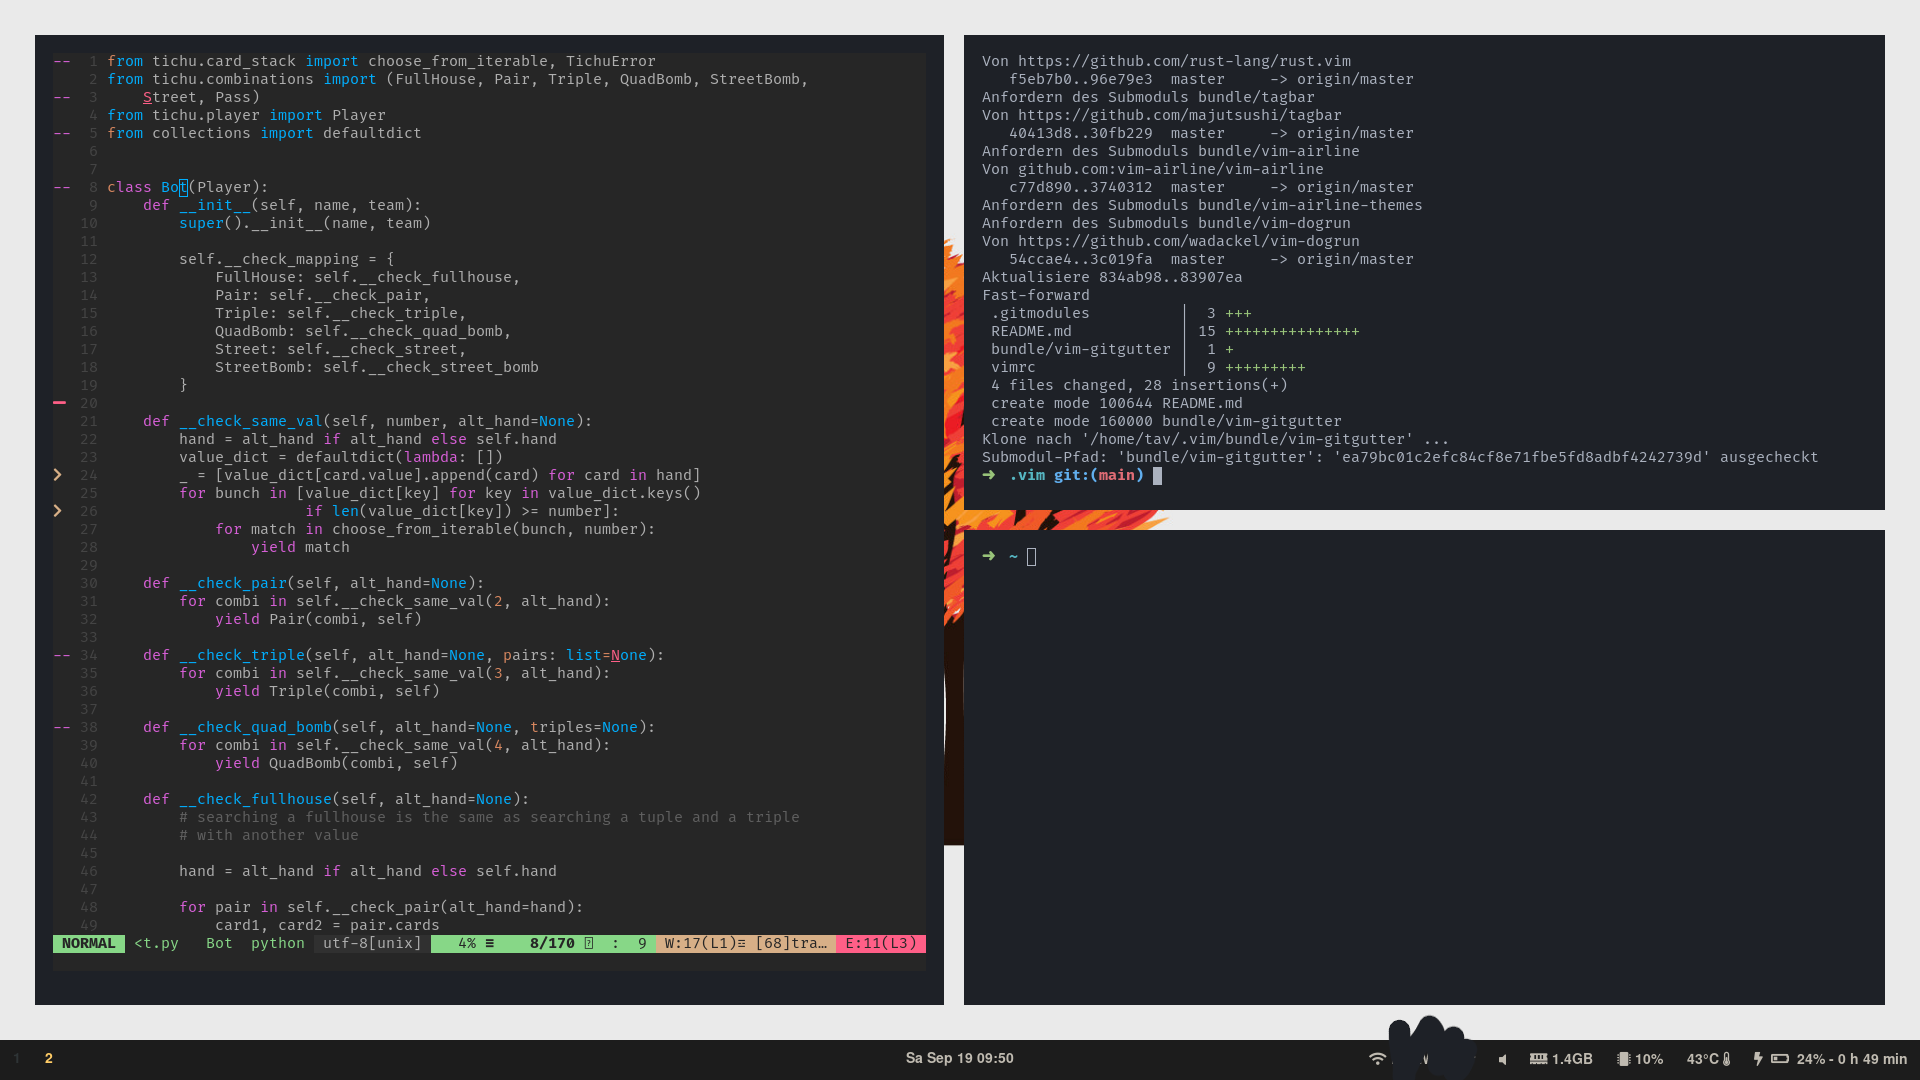 -- 1 from tichu.card_stack import choose_from_iterable, TichuError
2 from tichu.combinations import (FullHouse, Pair, Triple, QuadBomb, StreetBomb,
-- 3     Street, Pass)
4 from tichu.player import Player
-- 5 from collections import defaultdict
6
7
-- 8 class Bot(Player):
9     def __init__(self, name, team):
10         super().__init__(name, team)
11
12         self.__check_mapping = {
13             FullHouse: self.__check_fullhouse,
14             Pair: self.__check_pair,
15             Triple: self.__check_triple,
16             QuadBomb: self.__check_quad_bomb,
17             Street: self.__check_street,
18             StreetBomb: self.__check_street_bomb
19         }
20
21     def __check_same_val(self, number, alt_hand=None):
22         hand = alt_hand if alt_hand else self.hand
23         value_dict = defaultdict(lambda: [])
24         _ = [value_dict[card.value].append(card) for card in hand]
25         for bunch in [value_dict[key] for key in value_dict.keys()
26                       if len(value_dict[key]) >= number]:
27             for match in choose_from_iterable(bunch, number):
28                 yield match
29
30     def __check_pair(self, alt_hand=None):
31         for combi in self.__check_same_val(2, alt_hand):
32             yield Pair(combi, self)
33
-- 34     def __check_triple(self, alt_hand=None, pairs: list=None):
35         for combi in self.__check_same_val(3, alt_hand):
36             yield Triple(combi, self)
37
-- 38     def __check_quad_bomb(self, alt_hand=None, triples=None):
39         for combi in self.__check_same_val(4, alt_hand):
40             yield QuadBomb(combi, self)
41
42     def __check_fullhouse(self, alt_hand=None):
43         # searching a fullhouse is the same as searching a tuple and a triple
44         # with another value
45
46         hand = alt_hand if alt_hand else self.hand
47
48         for pair in self.__check_pair(alt_hand=hand):
49             card1, card2 = pair.cards
NORMAL <t.py Bot python utf-8[unix] 4% ≡ 8/170 : 9 W:17(L1)≡ [68]tra… E:11(L3)
Von https://github.com/rust-lang/rust.vim
   f5eb7b0..96e79e3  master     -> origin/master
Anfordern des Submoduls bundle/tagbar
Von https://github.com/majutsushi/tagbar
   40413d8..30fb229  master     -> origin/master
Anfordern des Submoduls bundle/vim-airline
Von github.com:vim-airline/vim-airline
   c77d890..3740312  master     -> origin/master
Anfordern des Submoduls bundle/vim-airline-themes
Anfordern des Submoduls bundle/vim-dogrun
Von https://github.com/wadackel/vim-dogrun
   54ccae4..3c019fa  master     -> origin/master
Aktualisiere 834ab98..83907ea
Fast-forward
 .gitmodules          |  3 +++
 README.md            | 15 +++++++++++++++
 bundle/vim-gitgutter |  1 +
 vimrc                |  9 +++++++++
 4 files changed, 28 insertions(+)
 create mode 100644 README.md
 create mode 160000 bundle/vim-gitgutter
Klone nach '/home/tav/.vim/bundle/vim-gitgutter' ...
Submodul-Pfad: 'bundle/vim-gitgutter': 'ea79bc01c2efc84cf8e71fbe5fd8adbf4242739d' ausgecheckt
➜ .vim git:(main)
➜ ~
1 2
Sa Sep 19 09:50
1.4GB 10% 43°C 24% - 0 h 49 min